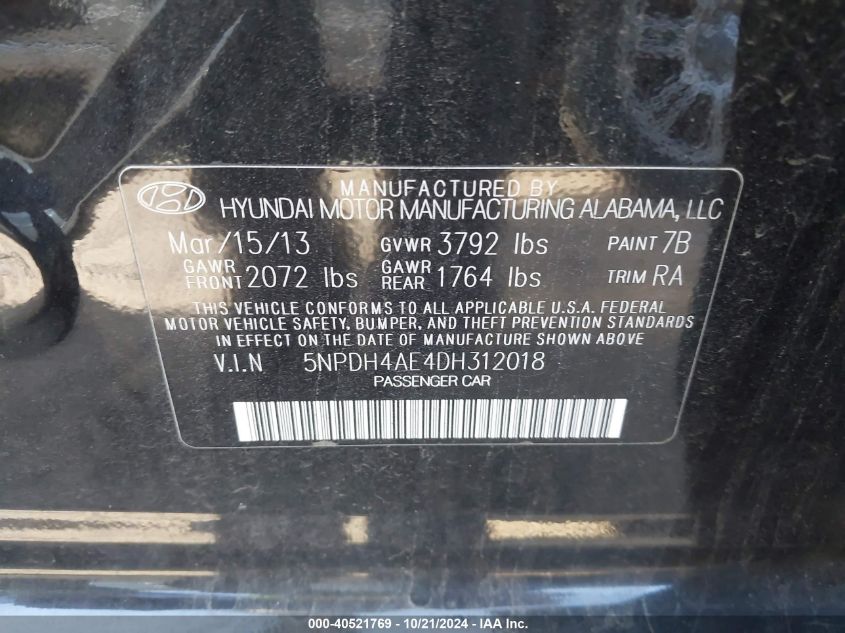 MANUFACTURED BY
HYUNDAI MOTOR MANUFACTURING ALABAMA, LLC
Mar/15/13 GVWR 3792 lbs PAINT 7B
GAWR FRONT 2072 lbs GAWR REAR 1764 lbs TRIM RA
THIS VEHICLE CONFORMS TO ALL APPLICABLE U.S.A. FEDERAL
MOTOR VEHICLE SAFETY, BUMPER, AND THEFT PREVENTION STANDARDS
IN EFFECT ON THE DATE OF MANUFACTURE SHOWN ABOVE
V.I.N 5NPDH4AE4DH312018
PASSENGER CAR
000-40521769 - 10/21/2024 - IAA Inc.